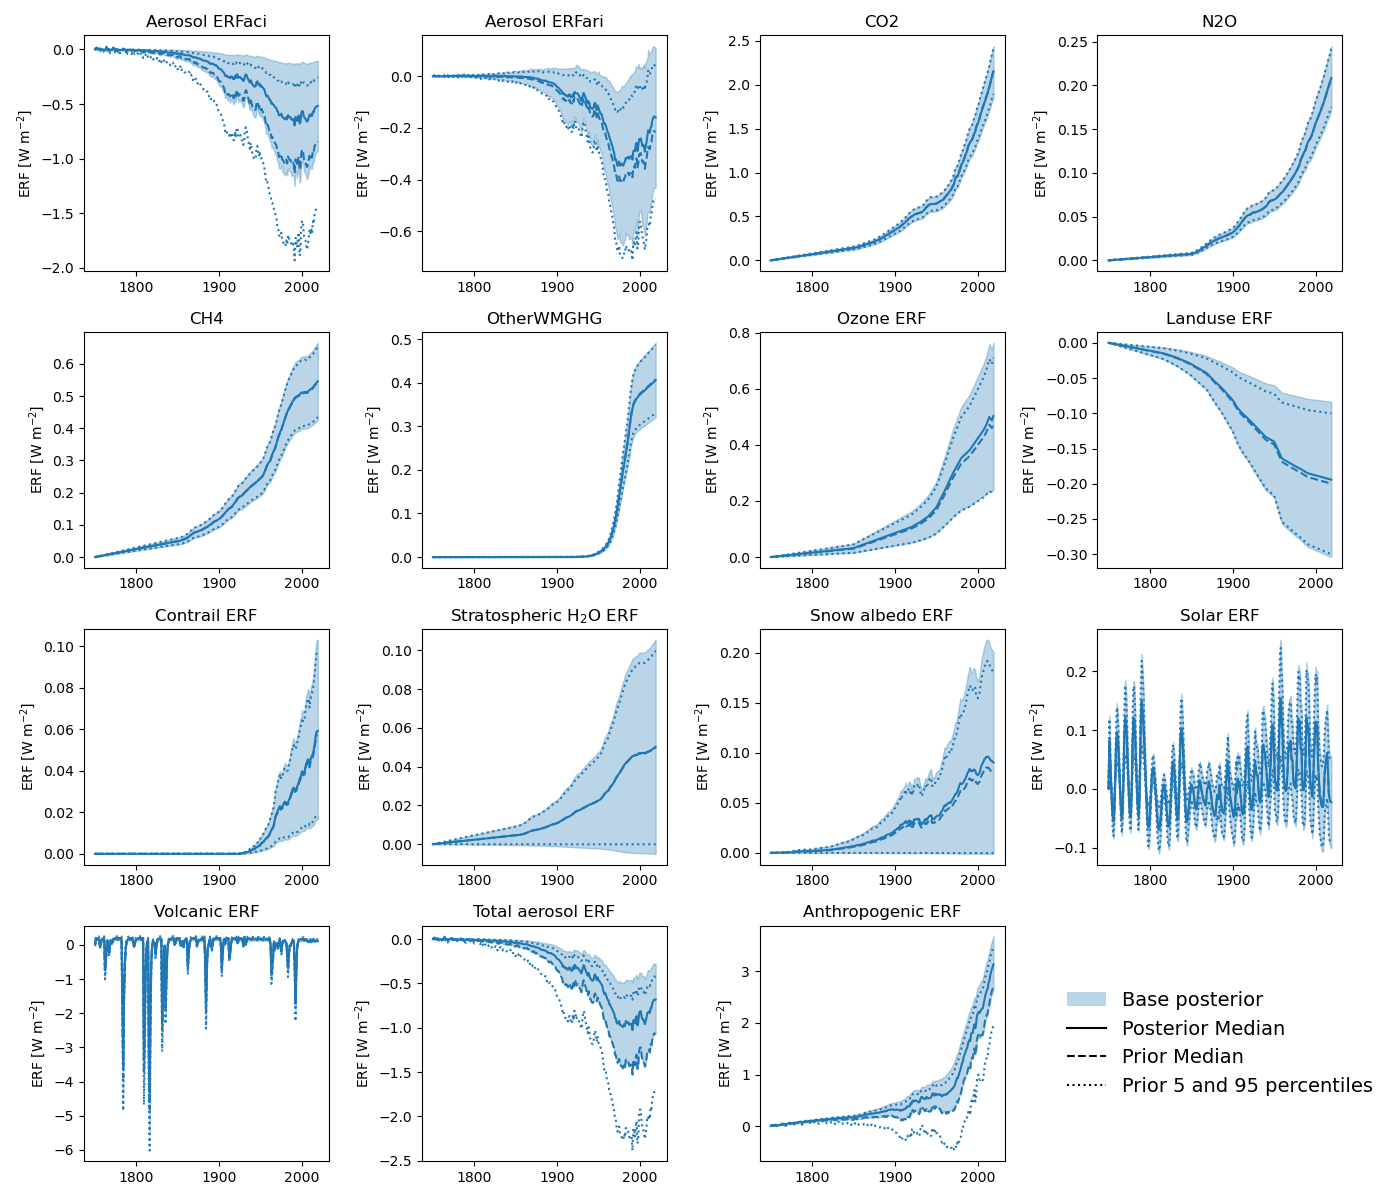 Aerosol ERFaci
Aerosol ERFari
CO2
N2O
ERF [W m⁻²]
0.0
−0.5
−1.0
−1.5
−2.0
1800 1900 2000
ERF [W m⁻²]
0.0
−0.2
−0.4
−0.6
1800 1900 2000
ERF [W m⁻²]
2.5
2.0
1.5
1.0
0.5
0.0
1800 1900 2000
ERF [W m⁻²]
0.25
0.20
0.15
0.10
0.05
0.00
1800 1900 2000
CH4
OtherWMGHG
Ozone ERF
Landuse ERF
ERF [W m⁻²]
0.6
0.5
0.4
0.3
0.2
0.1
0.0
1800 1900 2000
ERF [W m⁻²]
0.5
0.4
0.3
0.2
0.1
0.0
1800 1900 2000
ERF [W m⁻²]
0.8
0.6
0.4
0.2
0.0
1800 1900 2000
ERF [W m⁻²]
0.00
−0.05
−0.10
−0.15
−0.20
−0.25
−0.30
1800 1900 2000
Contrail ERF
Stratospheric H₂O ERF
Snow albedo ERF
Solar ERF
ERF [W m⁻²]
0.10
0.08
0.06
0.04
0.02
0.00
1800 1900 2000
ERF [W m⁻²]
0.10
0.08
0.06
0.04
0.02
0.00
1800 1900 2000
ERF [W m⁻²]
0.20
0.15
0.10
0.05
0.00
1800 1900 2000
ERF [W m⁻²]
0.2
0.1
0.0
−0.1
1800 1900 2000
Volcanic ERF
Total aerosol ERF
Anthropogenic ERF
ERF [W m⁻²]
0
−1
−2
−3
−4
−5
−6
1800 1900 2000
ERF [W m⁻²]
0.0
−0.5
−1.0
−1.5
−2.0
−2.5
1800 1900 2000
ERF [W m⁻²]
3
2
1
0
1800 1900 2000
Base posterior
Posterior Median
Prior Median
Prior 5 and 95 percentiles